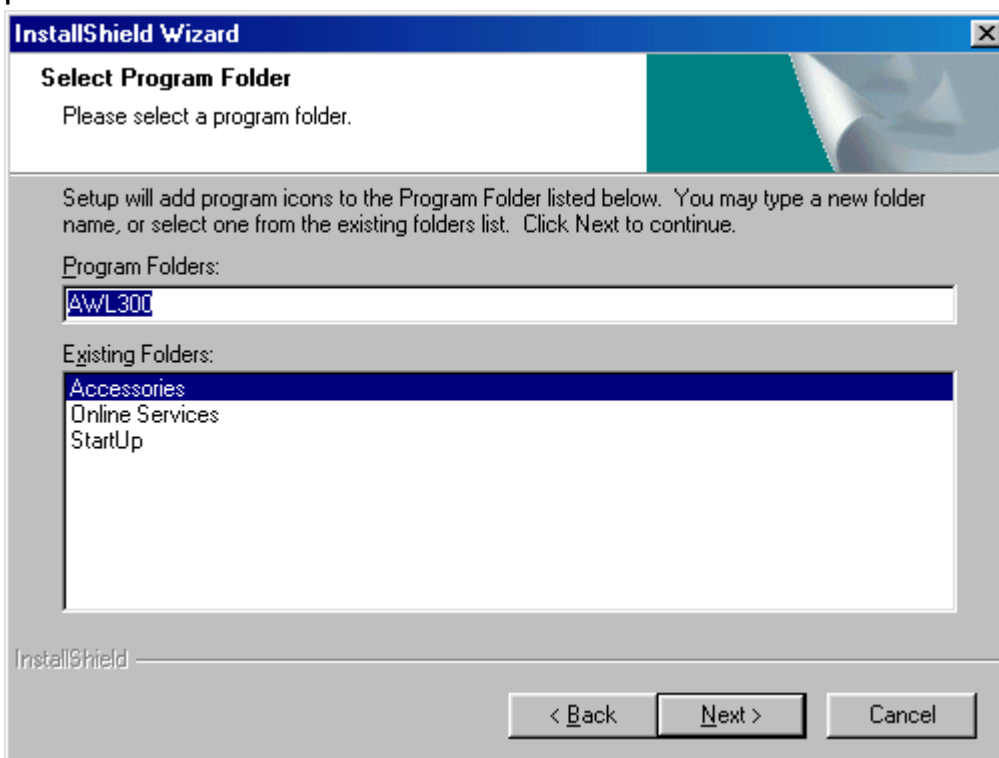 InstallShield Wizard
Select Program Folder
Please select a program folder.
Setup will add program icons to the Program Folder listed below.  You may type a new folder
name, or select one from the existing folders list.  Click Next to continue.
Program Folders:
AWL300
Existing Folders:
Accessories
Online Services
StartUp
InstallShield
< Back
Next >
Cancel